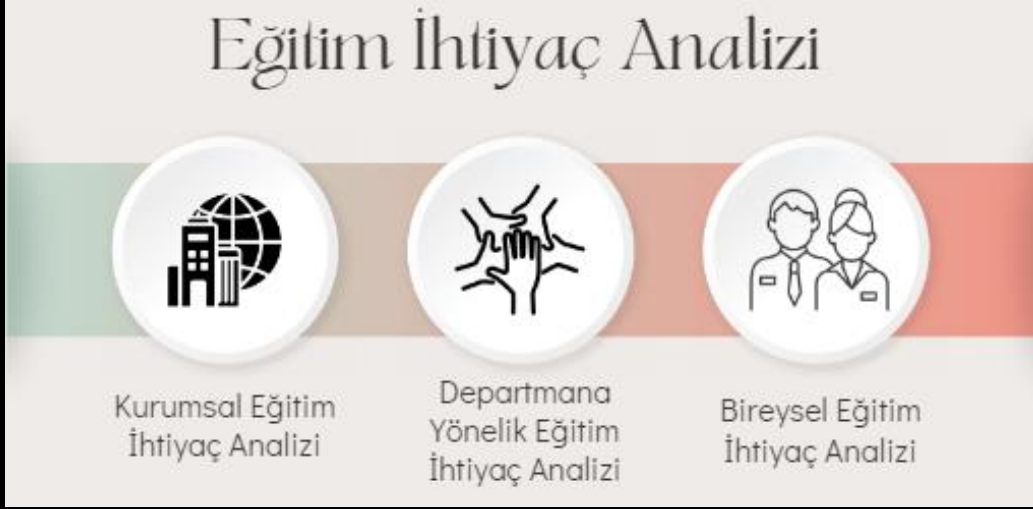 Eğitim İhtiyaç Analizi
Kurumsal Eğitim
İhtiyaç Analizi
Departmana
Yönelik Eğitim
İhtiyaç Analizi
Bireysel Eğitim
İhtiyaç Analizi